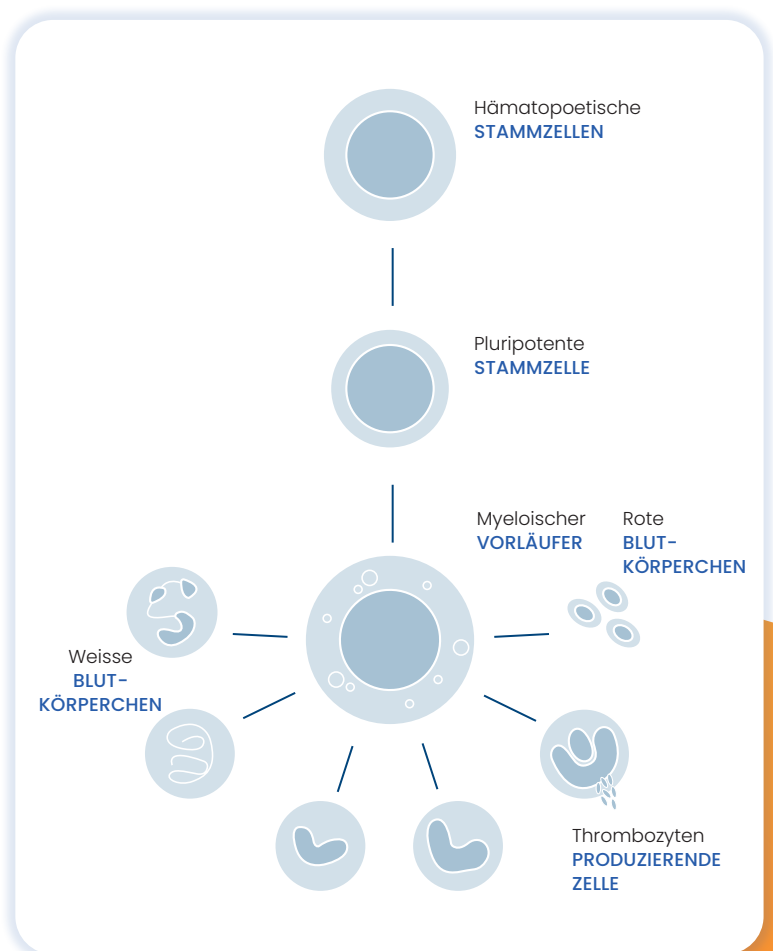 Hämatopoetische
STAMMZELLEN
Pluripotente
STAMMZELLE
Myeloischer
VORLÄUFER
Rote
BLUT-
KÖRPERCHEN
Weisse
BLUT-
KÖRPERCHEN
Thrombozyten
PRODUZIERENDE
ZELLE